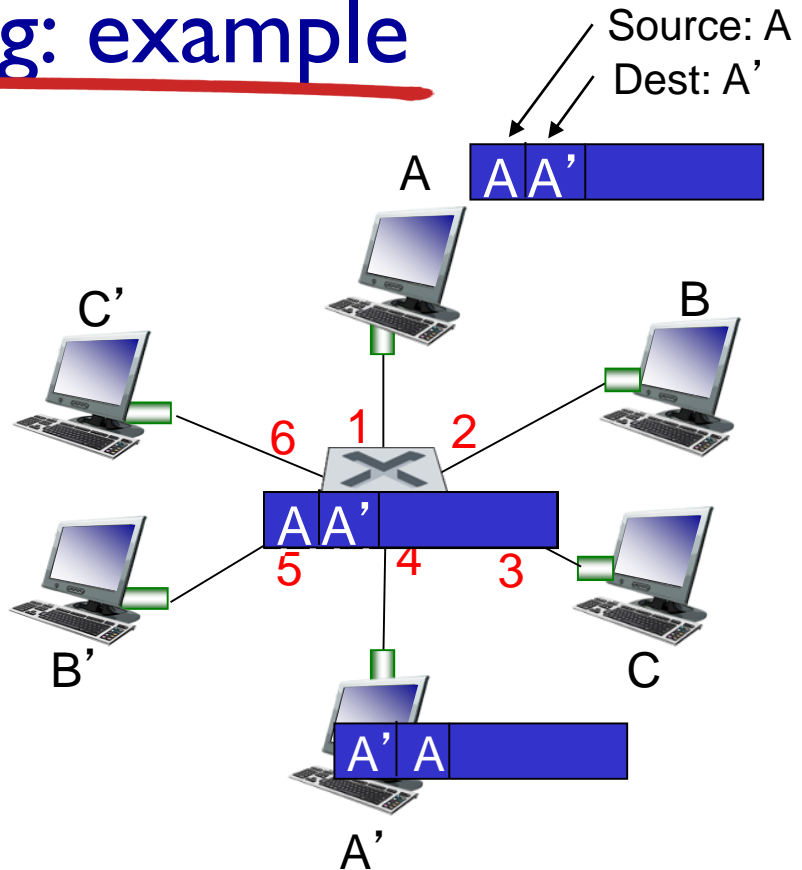 g: example
Source: A
Dest: A’
A
A A’
C’
B
6
1
2
A A’
5
4
3
B’
C
A’ A
A’